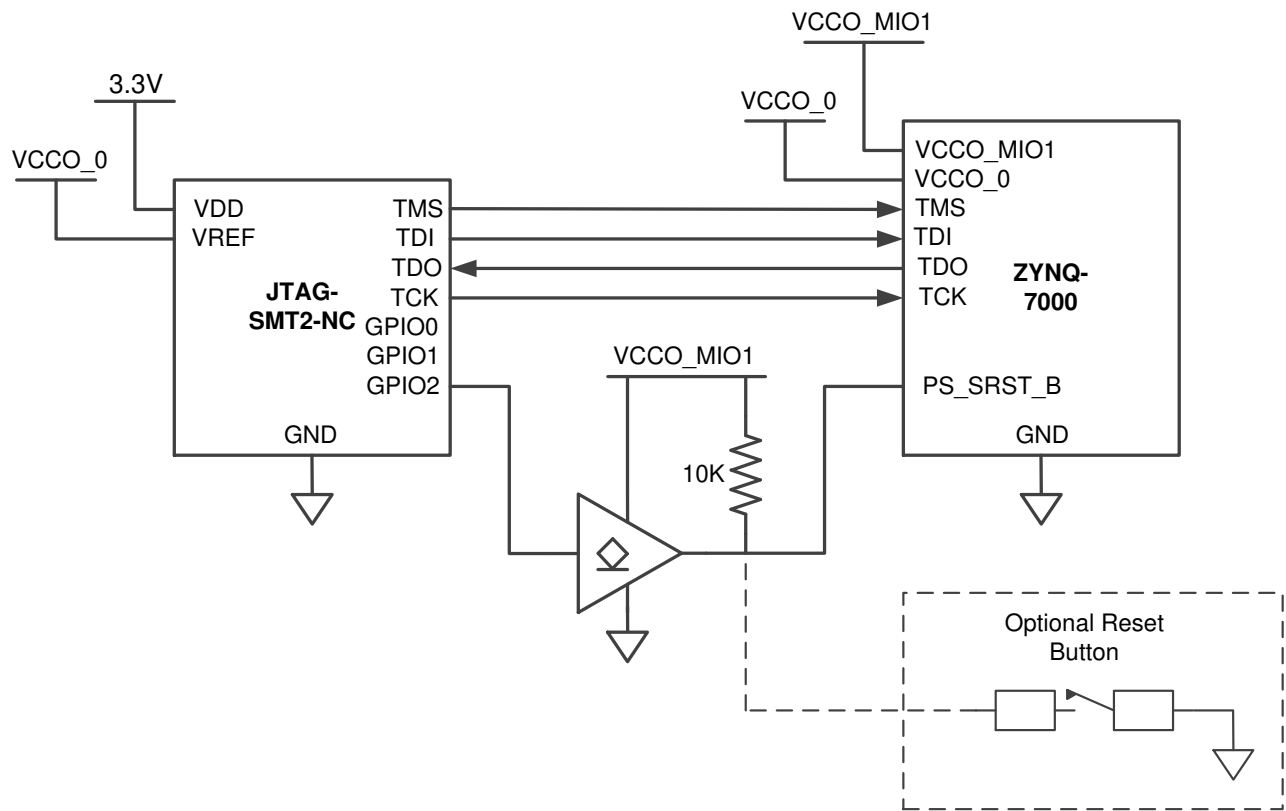 VCCO_MIO1
3.3V
VCCO_0
VCCO_0
VDD
VREF
TMS
TDI
TDO
TCK
GPIO0
GPIO1
GPIO2
JTAG-
SMT2-NC
GND
VCCO_MIO1
VCCO_0
TMS
TDI
TDO
TCK
ZYNQ-
7000
PS_SRST_B
GND
VCCO_MIO1
10K
Optional Reset
Button